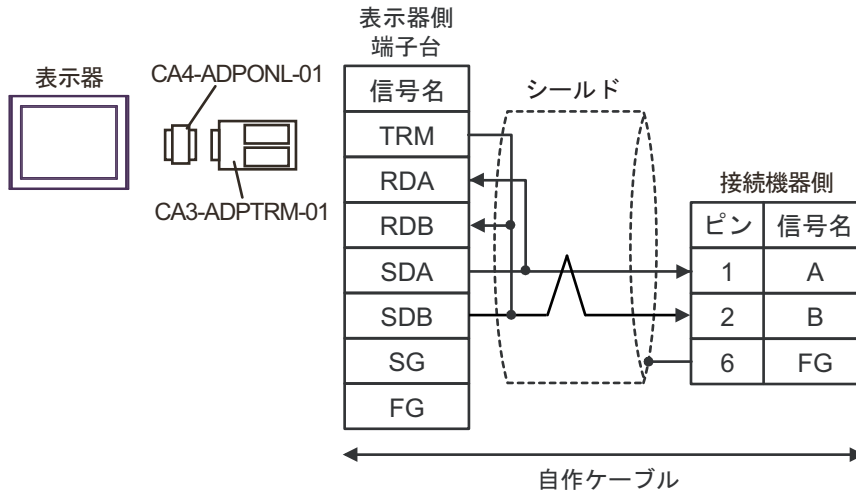 表示器側
端子台
表示器
CA4-ADPONL-01
CA3-ADPTRM-01
信号名
TRM
RDA
RDB
SDA
SDB
SG
FG
シールド
接続機器側
ピン 信号名
1 A
2 B
6 FG
自作ケーブル